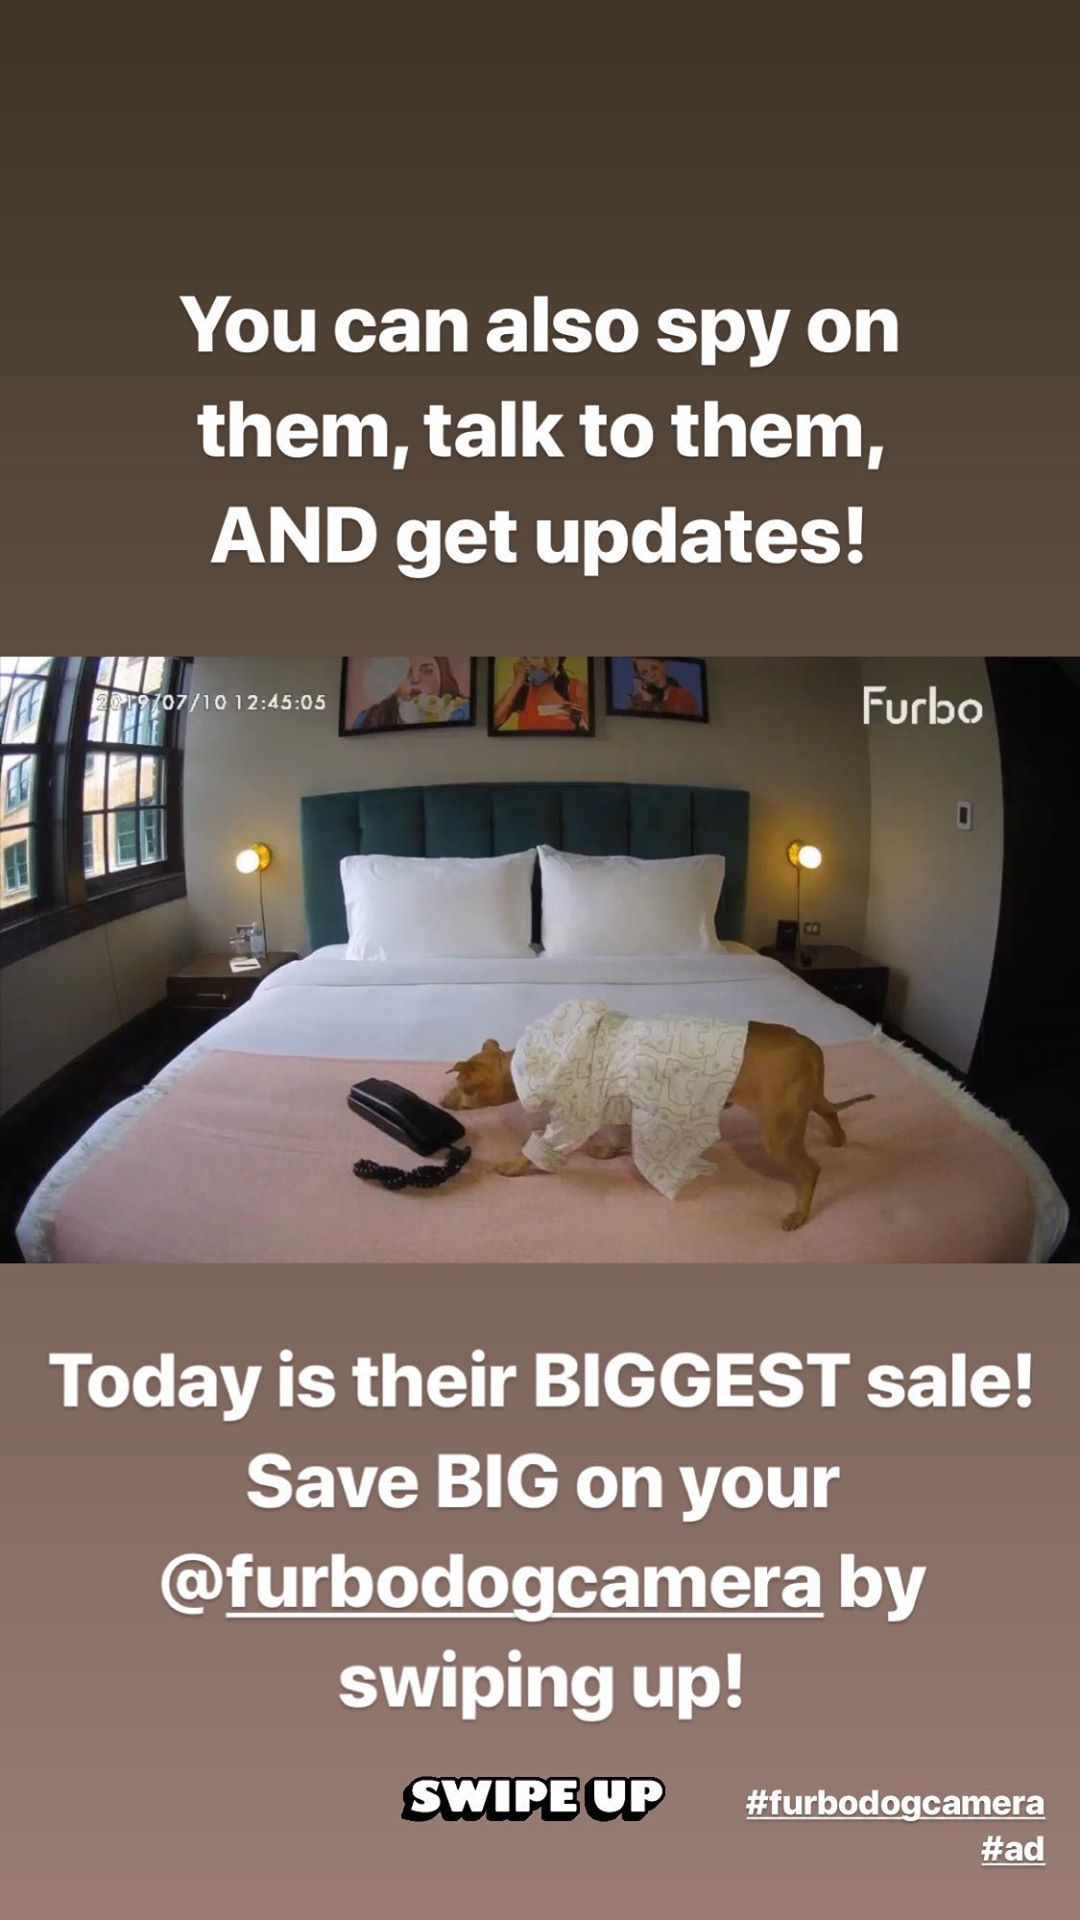 You can also spy on
them, talk to them,
AND get updates!
2019/07/10 12:45:05
Furbo
Today is their BIGGEST sale!
Save BIG on your
@furbodogcamera by
swiping up!
SWIPE UP
#furbodogcamera
#ad